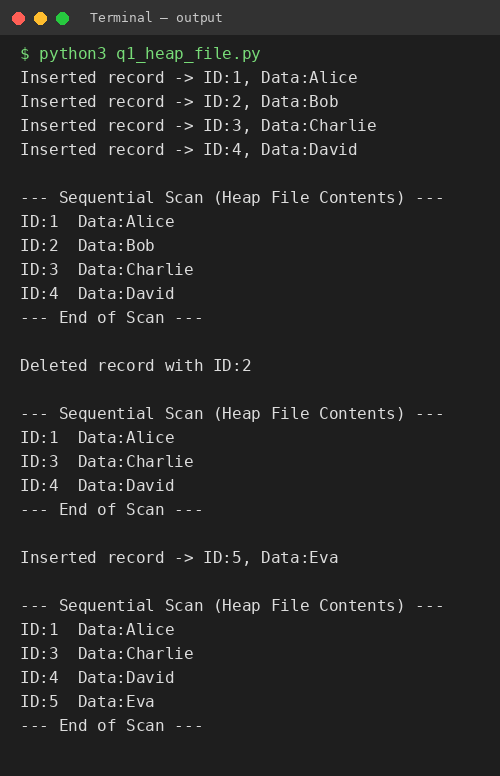 Terminal — output
$ python3 q1_heap_file.py
Inserted record -> ID:1, Data:Alice
Inserted record -> ID:2, Data:Bob
Inserted record -> ID:3, Data:Charlie
Inserted record -> ID:4, Data:David

--- Sequential Scan (Heap File Contents) ---
ID:1  Data:Alice
ID:2  Data:Bob
ID:3  Data:Charlie
ID:4  Data:David
--- End of Scan ---

Deleted record with ID:2

--- Sequential Scan (Heap File Contents) ---
ID:1  Data:Alice
ID:3  Data:Charlie
ID:4  Data:David
--- End of Scan ---

Inserted record -> ID:5, Data:Eva

--- Sequential Scan (Heap File Contents) ---
ID:1  Data:Alice
ID:3  Data:Charlie
ID:4  Data:David
ID:5  Data:Eva
--- End of Scan ---